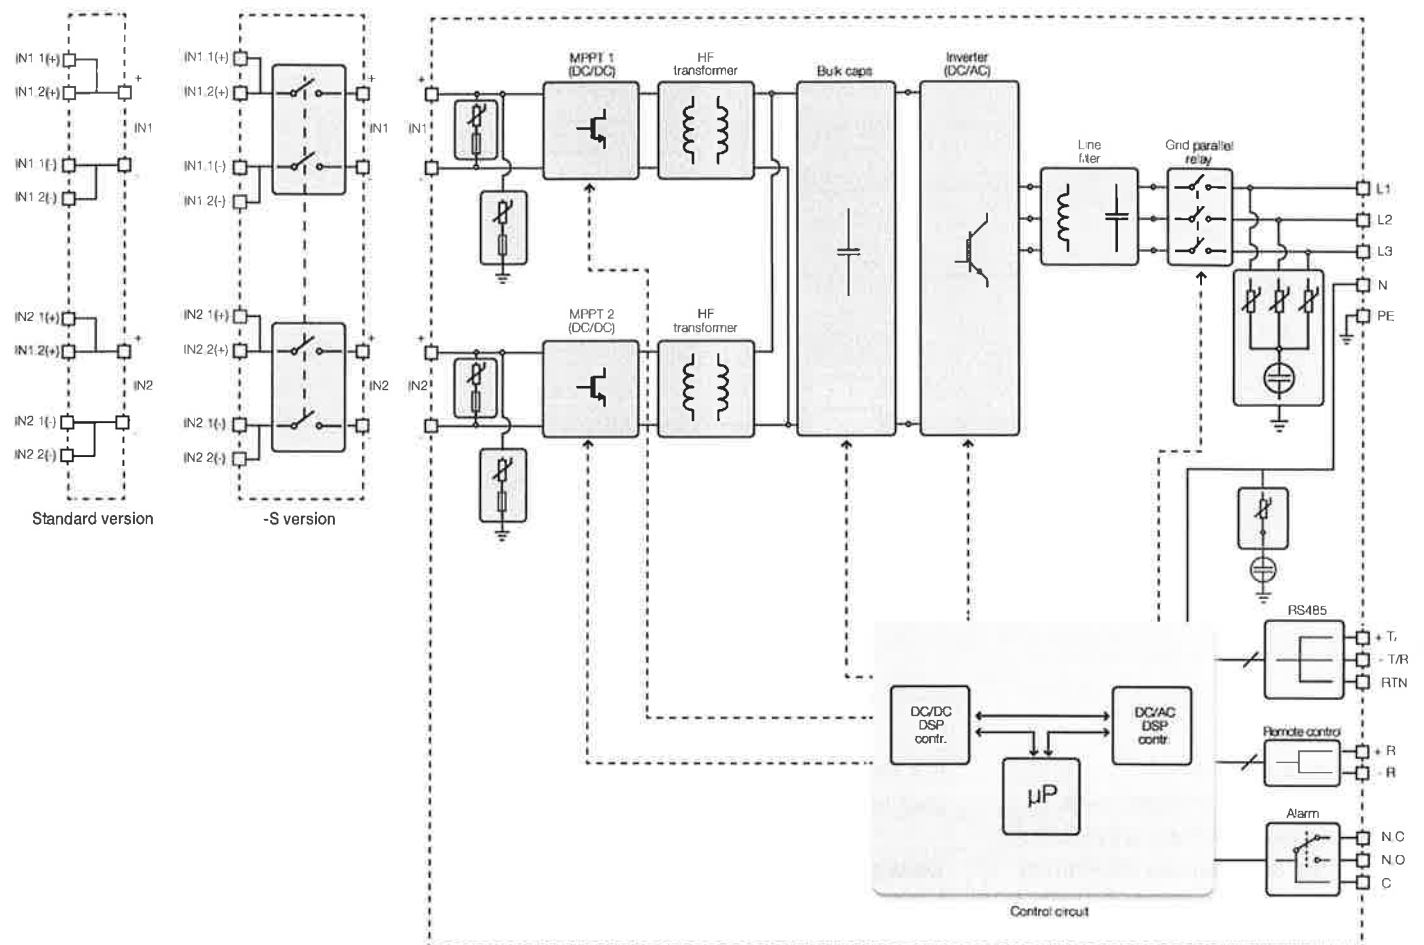 IN1 1(+)
IN1.2(+)
+
IN1
IN1.1(-)
-
IN1 2(-)
IN2 1(+)
+
IN1.2(+)
IN2
IN2 1(-)
-
IN2 2(-)
Standard version
IN1.1(+)
+
IN1.2(+)
IN1
IN1.1(-)
-
IN1 2(-)
IN2 1(+)
+
IN2.2(+)
IN2
IN2 1(-)
-
IN2 2(-)
-S version
+
IN1
-
+
IN2
-
MPPT 1
(DC/DC)
HF
transformer
Bulk caps
Inverter
(DC/AC)
Line
filter
Grid parallel
relay
L1
L2
L3
N
PE
MPPT 2
(DC/DC)
HF
transformer
RS485
+ T/
- T/R
RTN
DC/DC
DSP
contr.
DC/AC
DSP
contr.
µP
Remote control
+ R
- R
Alarm
N.C
N.O
C
Control circuit